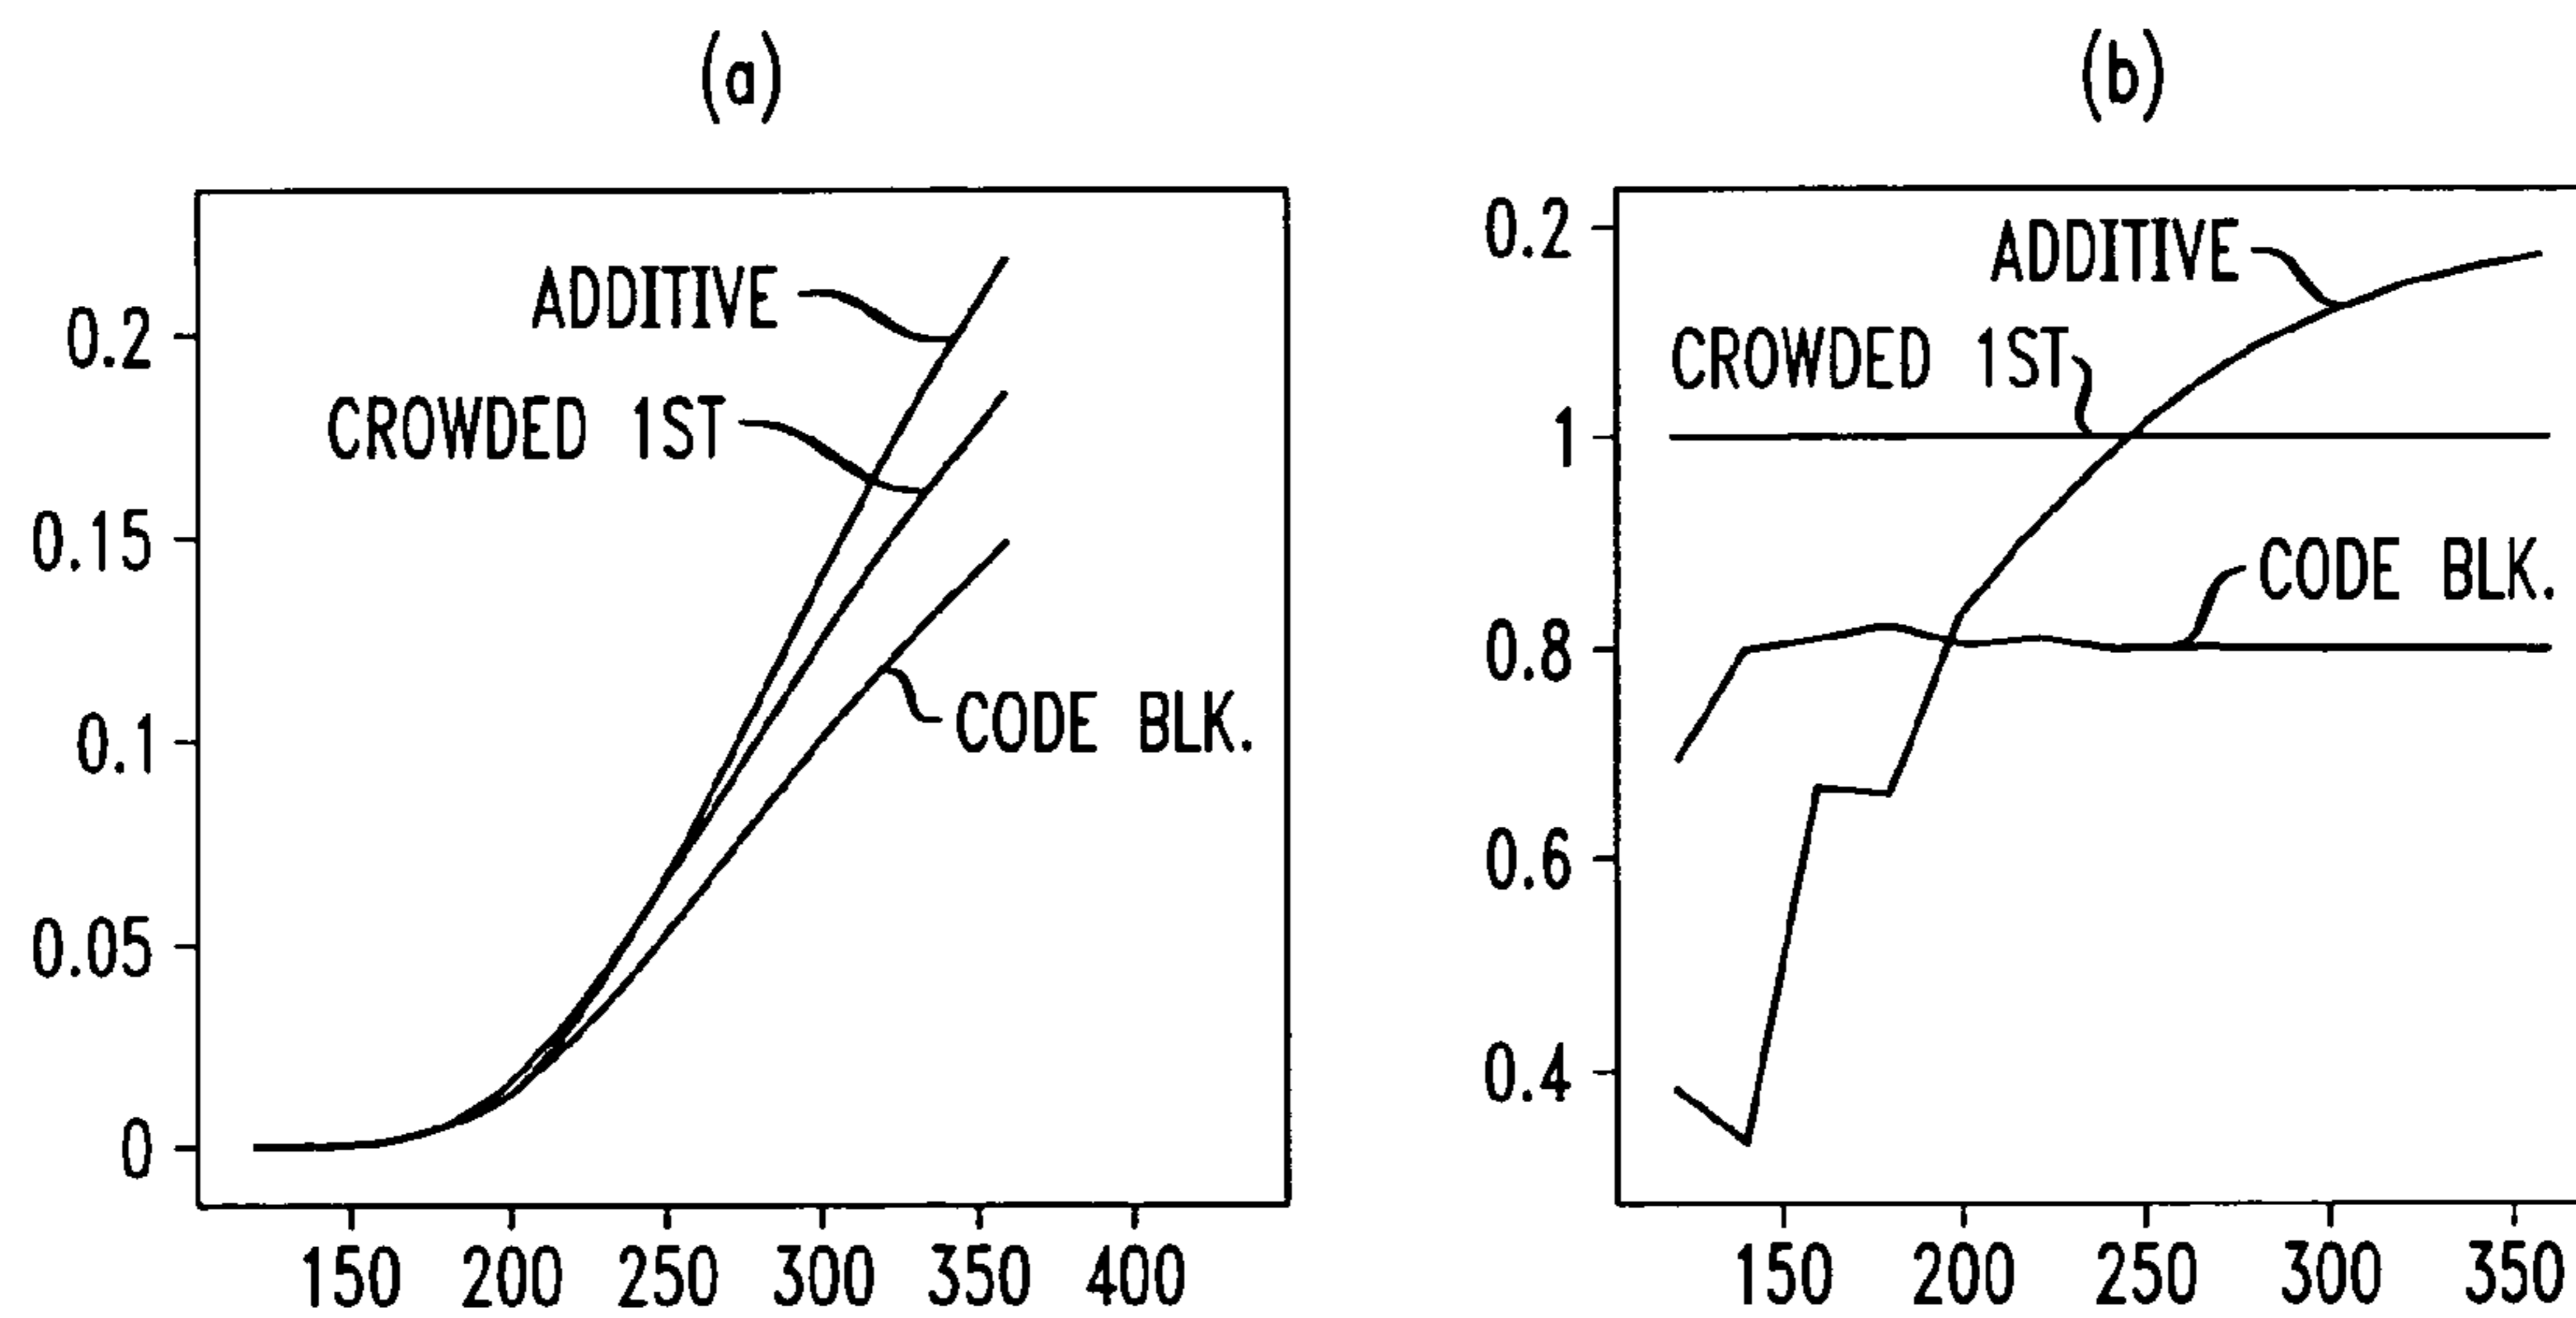 (a)
ADDITIVE
CROWDED 1ST
CODE BLK.
0.2
0.15
0.1
0.05
0
150 200 250 300 350 400
(b)
ADDITIVE
CROWDED 1ST
CODE BLK.
0.2
1
0.8
0.6
0.4
150 200 250 300 350